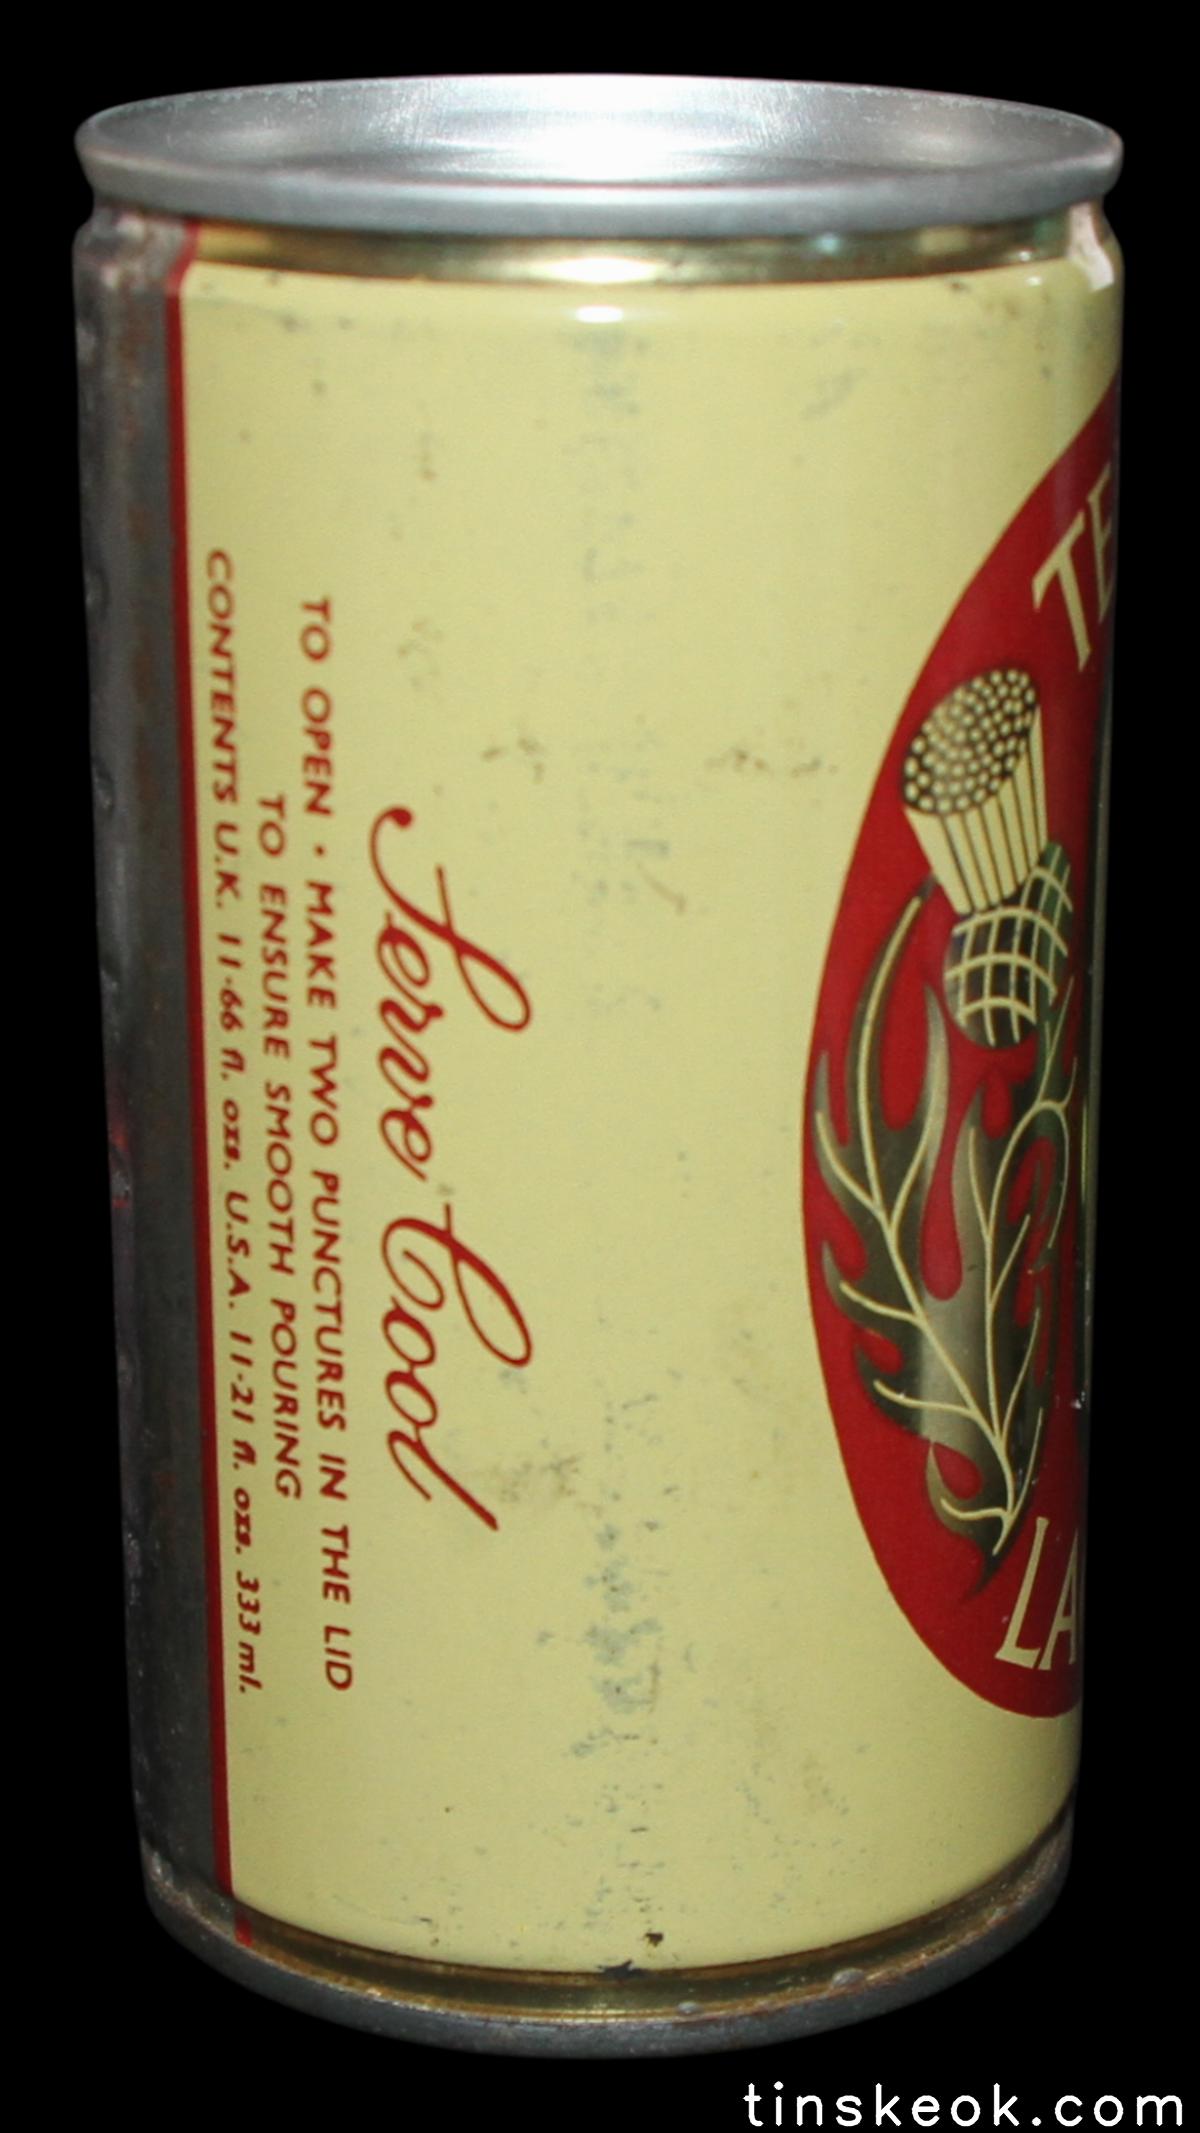 Serve Cool
TO OPEN · MAKE TWO PUNCTURES IN THE LID
TO ENSURE SMOOTH POURING
CONTENTS U.K. 11·66 fl. ozs. U.S.A. 11·21 fl. ozs. 333 ml.
TE
LA
tinskeok.com